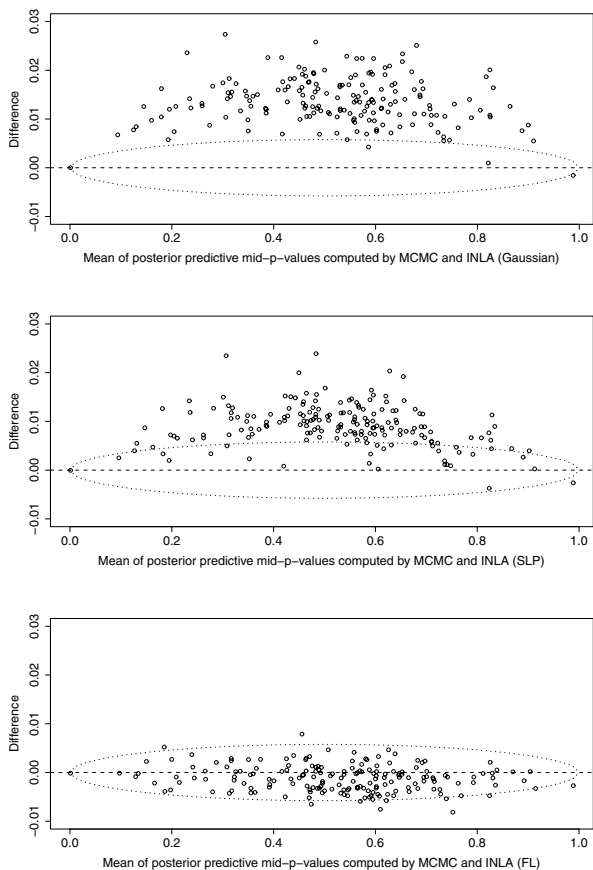 0.03
0.02
0.01
0.00
−0.01
Difference
0.0 0.2 0.4 0.6 0.8 1.0
Mean of posterior predictive mid−p−values computed by MCMC and INLA (Gaussian)
0.03
0.02
0.01
0.00
−0.01
Difference
0.0 0.2 0.4 0.6 0.8 1.0
Mean of posterior predictive mid−p−values computed by MCMC and INLA (SLP)
0.03
0.02
0.01
0.00
−0.01
Difference
0.0 0.2 0.4 0.6 0.8 1.0
Mean of posterior predictive mid−p−values computed by MCMC and INLA (FL)